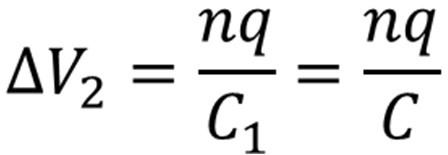 ΔV₂ = nq/C₁ = nq/C